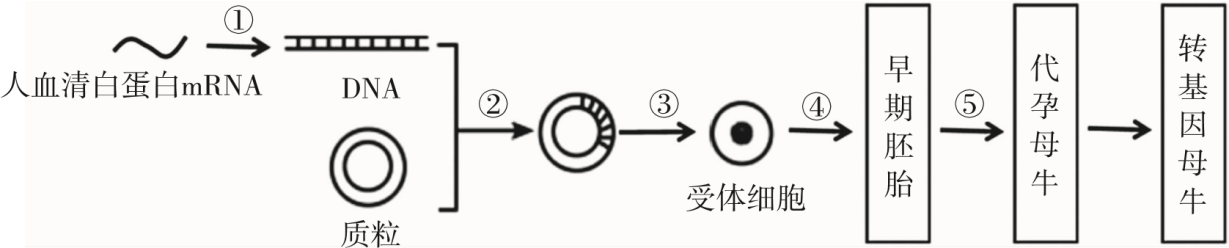 ①
人血清白蛋白mRNA
DNA
质粒
②
③
受体细胞
④
早期胚胎
⑤
代孕母牛
转基因母牛